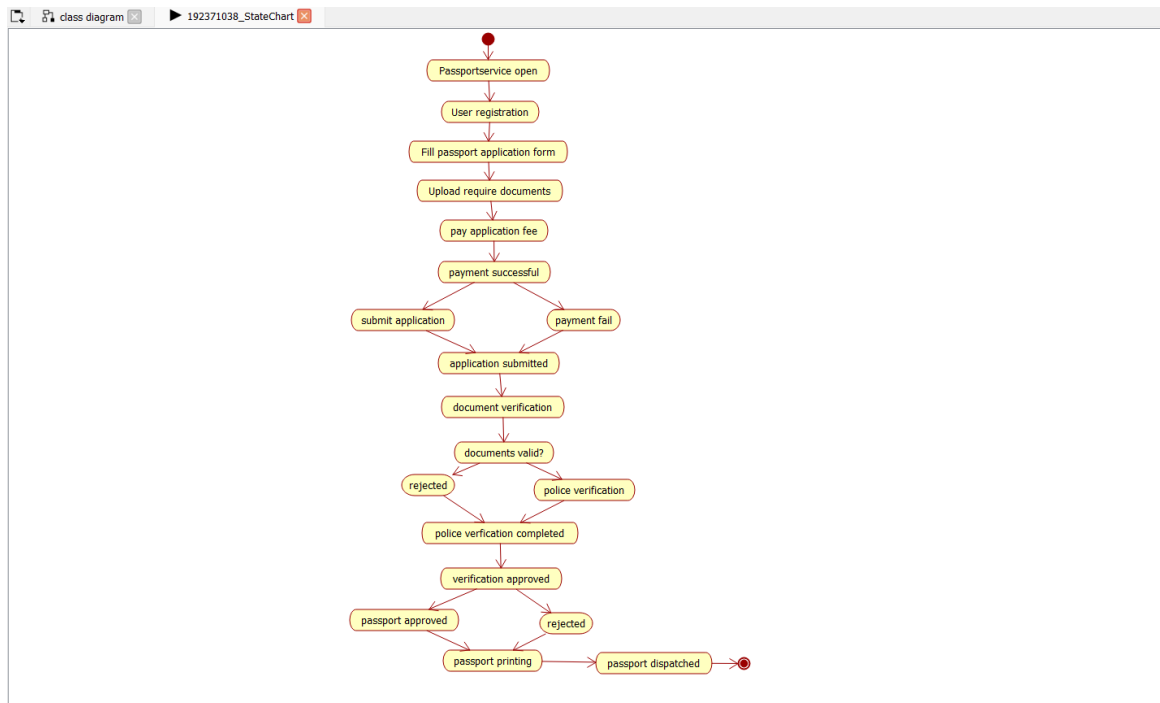 class diagram
192371038_StateChart
Passportservice open
User registration
Fill passport application form
Upload require documents
pay application fee
payment successful
submit application
payment fail
application submitted
document verification
documents valid?
rejected
police verification
police verfication completed
verification approved
passport approved
rejected
passport printing
passport dispatched